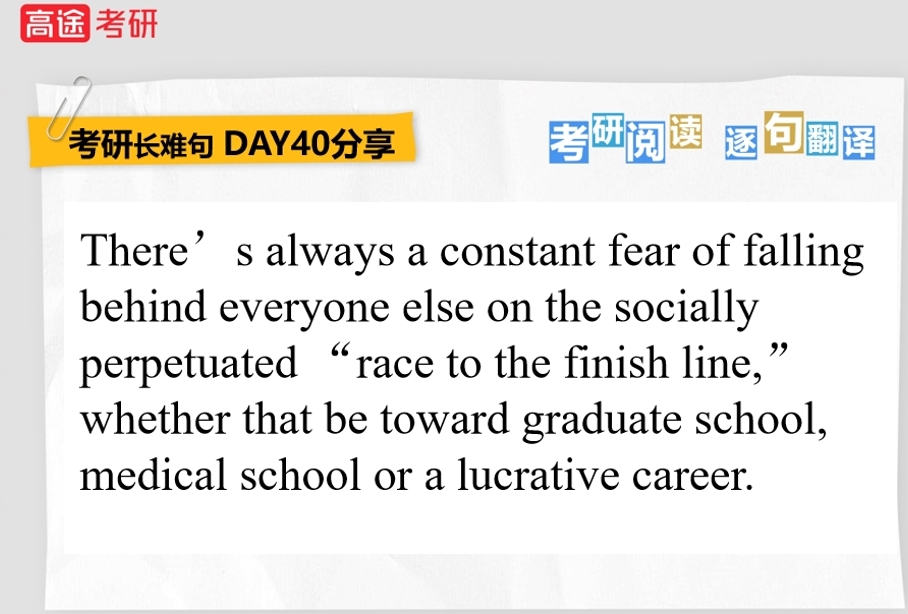 高途考研
考研长难句 DAY40分享
考研阅读 逐句翻译
There’s always a constant fear of falling
behind everyone else on the socially
perpetuated “race to the finish line,”
whether that be toward graduate school,
medical school or a lucrative career.